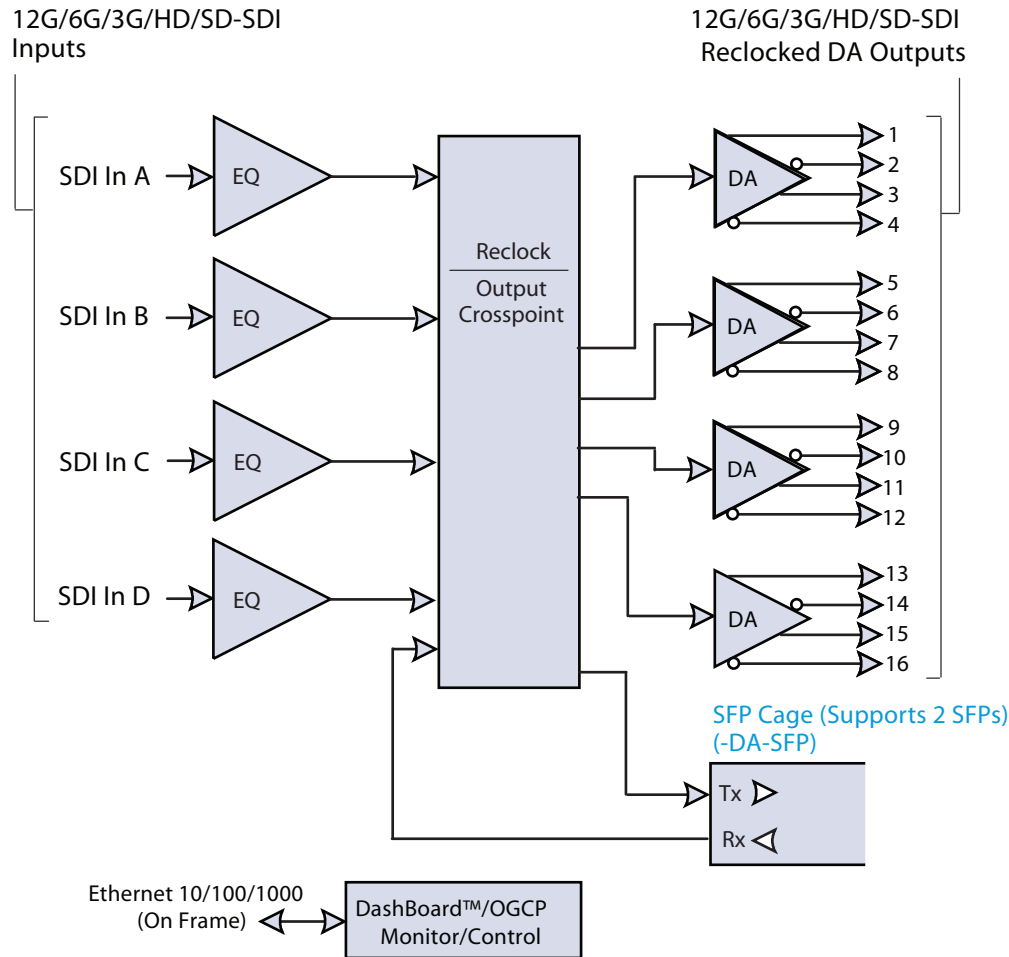 12G/6G/3G/HD/SD-SDI
Inputs
12G/6G/3G/HD/SD-SDI
Reclocked DA Outputs
SDI In A
EQ
SDI In B
EQ
SDI In C
EQ
SDI In D
EQ
Reclock
Output
Crosspoint
DA
1
2
3
4
DA
5
6
7
8
DA
9
10
11
12
DA
13
14
15
16
SFP Cage (Supports 2 SFPs)
(-DA-SFP)
Tx
Rx
Ethernet 10/100/1000
(On Frame)
DashBoard™/OGCP
Monitor/Control